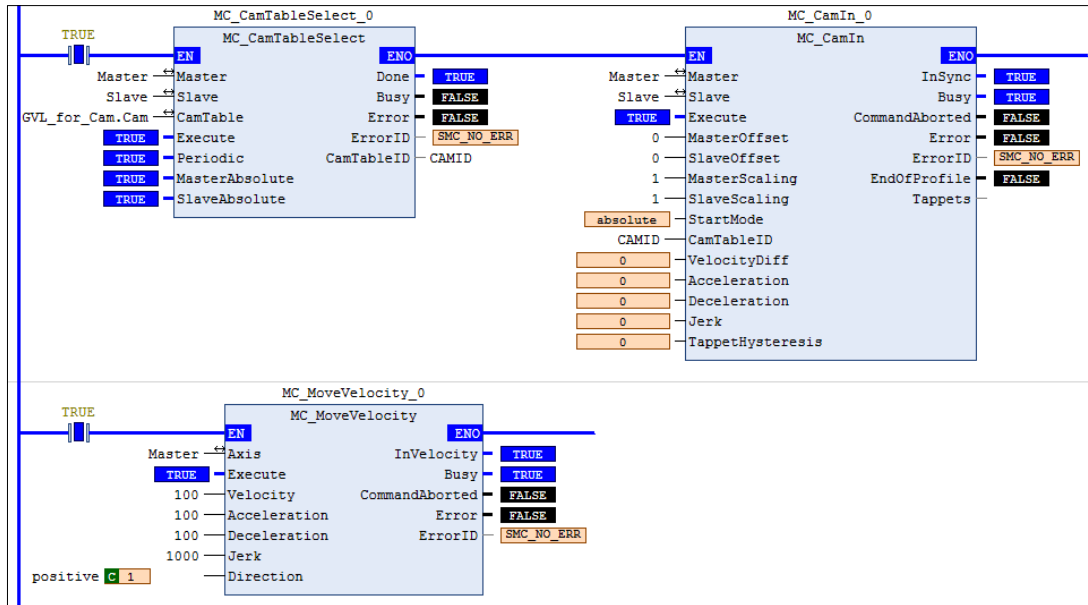 MC_CamTableSelect_0 MC_CamIn_0
TRUE MC_CamTableSelect MC_CamIn
EN ENO EN ENO
Master Master Done TRUE Master Master InSync TRUE
Slave Slave Busy FALSE Slave Slave Busy TRUE
GVL_for_Cam.Cam CamTable Error FALSE TRUE Execute CommandAborted FALSE
TRUE Execute ErrorID SMC_NO_ERR 0 MasterOffset Error FALSE
TRUE Periodic CamTableID CAMID 0 SlaveOffset ErrorID SMC_NO_ERR
TRUE MasterAbsolute 1 MasterScaling EndOfProfile FALSE
TRUE SlaveAbsolute 1 SlaveScaling Tappets
absolute StartMode
CAMID CamTableID
0 VelocityDiff
0 Acceleration
0 Deceleration
0 Jerk
0 TappetHysteresis
MC_MoveVelocity_0
TRUE MC_MoveVelocity
EN ENO
Master Axis InVelocity TRUE
TRUE Execute Busy TRUE
100 Velocity CommandAborted FALSE
100 Acceleration Error FALSE
100 Deceleration ErrorID SMC_NO_ERR
1000 Jerk
positive C 1 Direction